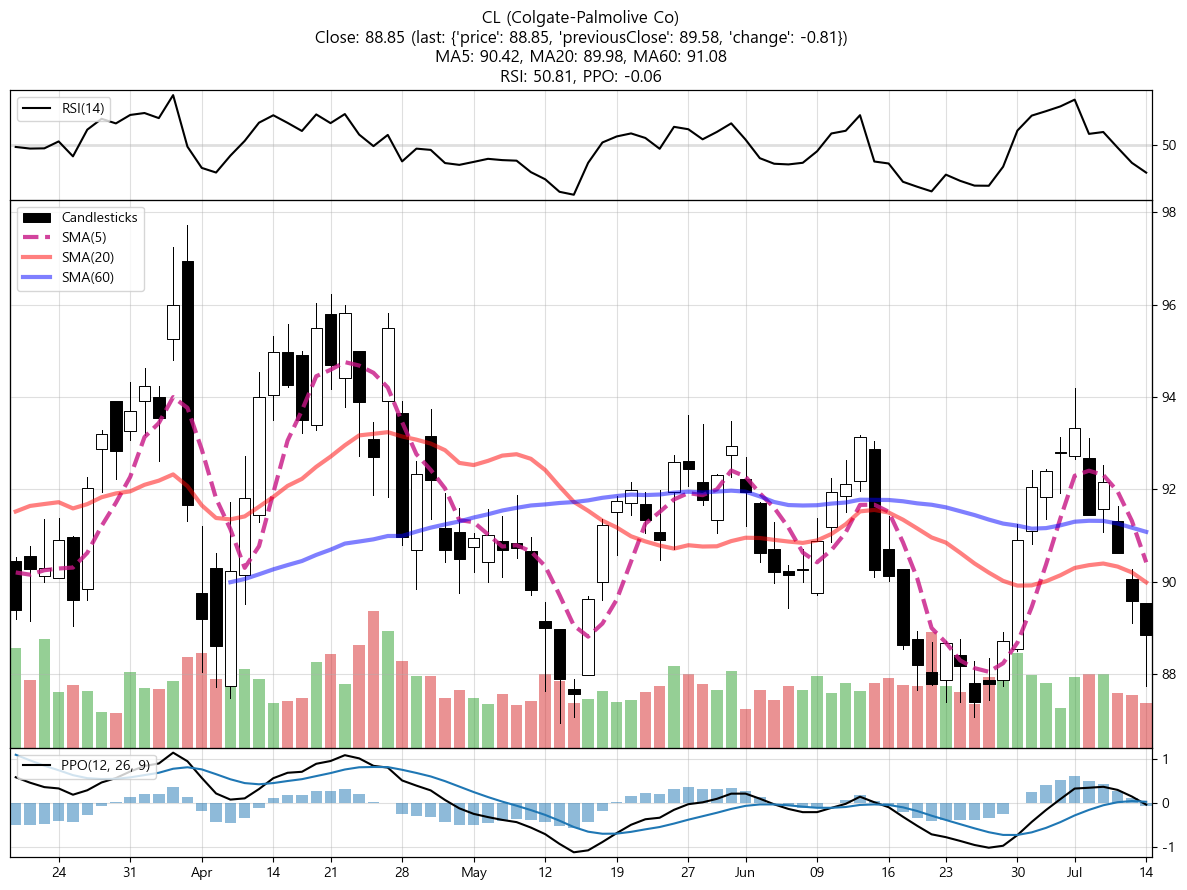 CL (Colgate-Palmolive Co)
Close: 88.85 (last: {'price': 88.85, 'previousClose': 89.58, 'change': -0.81})
MA5: 90.42, MA20: 89.98, MA60: 91.08
RSI: 50.81, PPO: -0.06
RSI(14)
50
Candlesticks
SMA(5)
SMA(20)
SMA(60)
98
96
94
92
90
88
PPO(12, 26, 9)
1
0
-1
24
31
Apr
14
21
28
May
12
19
27
Jun
09
16
23
30
Jul
14